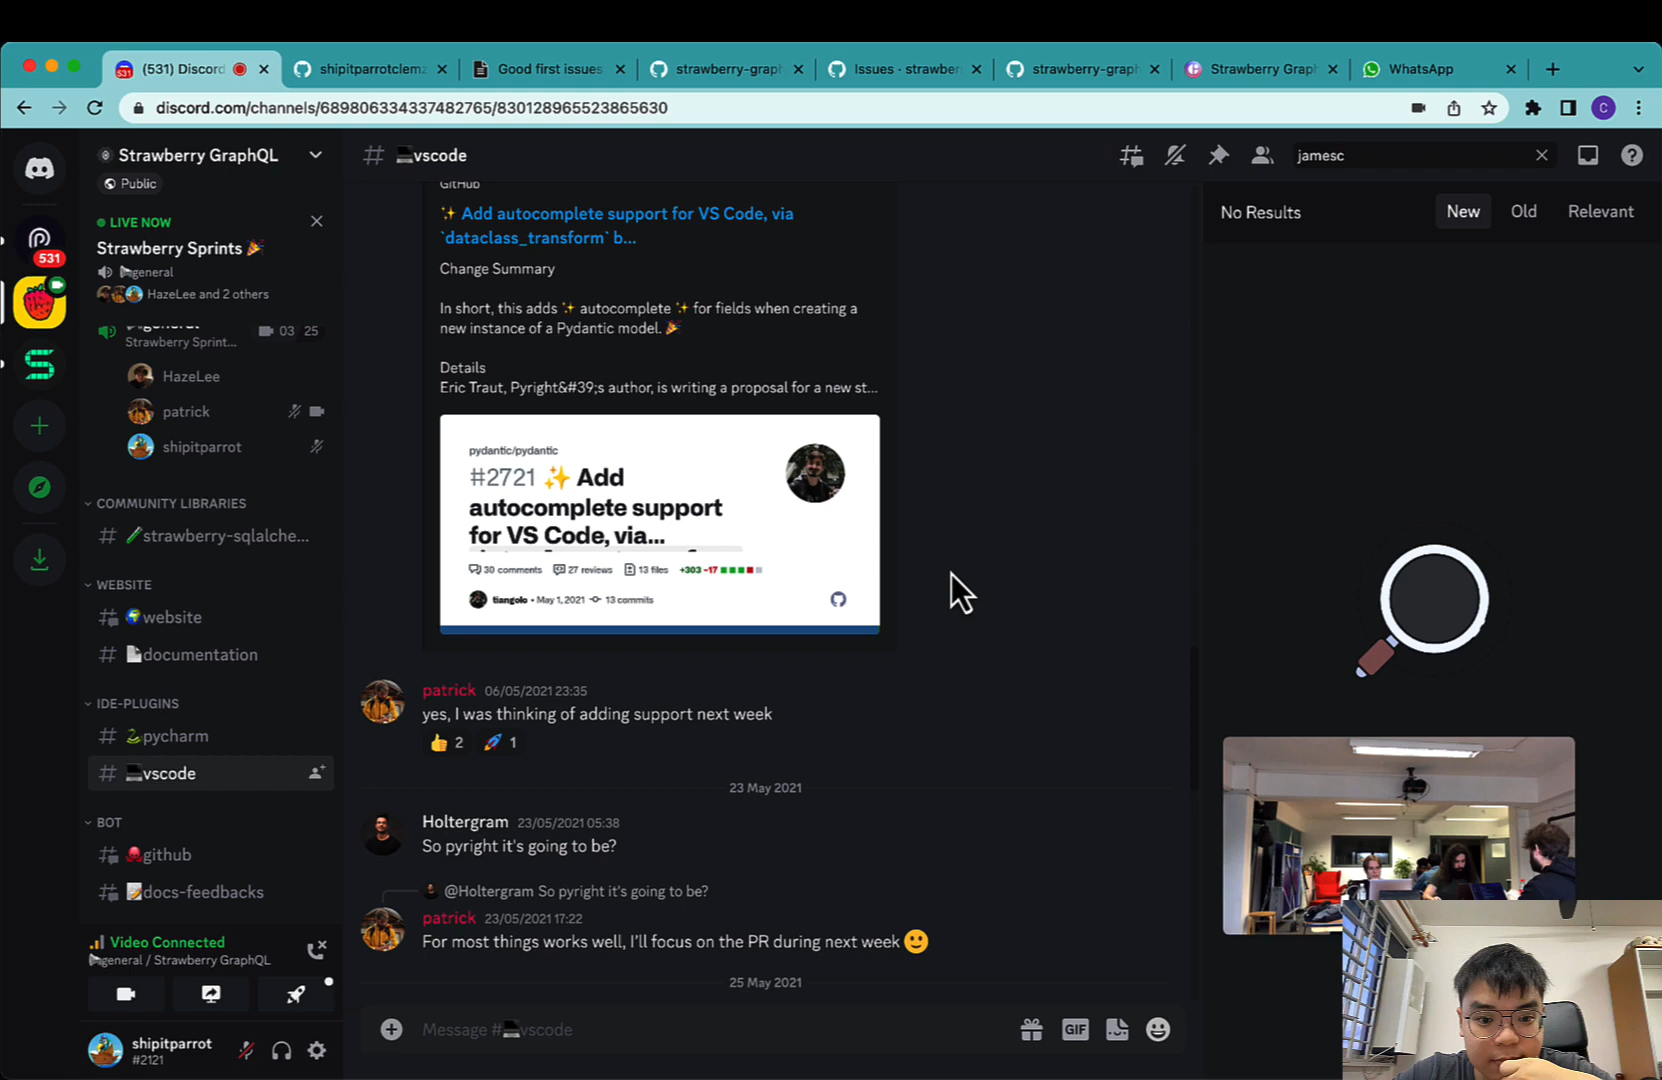 (531) Discord
shipitparrotclemz
Good first issues
strawberry-grap
Issues · strawber
strawberry-grap
Strawberry Grap
WhatsApp
discord.com/channels/689806334337482765/830128965523865630
C
531
Strawberry GraphQL
Public
LIVE NOW
Strawberry Sprints 🎉
general
HazeLee and 2 others
general
Strawberry Sprint...
03 25
HazeLee
patrick
shipitparrot
COMMUNITY LIBRARIES
strawberry-sqlalche...
WEBSITE
website
documentation
IDE-PLUGINS
pycharm
vscode
BOT
github
docs-feedbacks
Video Connected
general / Strawberry GraphQL
shipitparrot
#2121
vscode
GitHub
✨ Add autocomplete support for VS Code, via
`dataclass_transform` b...
Change Summary
In short, this adds ✨ autocomplete ✨ for fields when creating a
new instance of a Pydantic model. 🎉
Details
Eric Traut, Pyright&#39;s author, is writing a proposal for a new st...
pydantic/pydantic
#2721 ✨ Add
autocomplete support
for VS Code, via...
30 comments 27 reviews 13 files +303 -17
tiangolo • May 1, 2021 13 commits
patrick 06/05/2021 23:35
yes, I was thinking of adding support next week
👍 2 🚀 1
23 May 2021
Holtergram 23/05/2021 05:38
So pyright it's going to be?
@Holtergram So pyright it's going to be?
patrick 23/05/2021 17:22
For most things works well, I'll focus on the PR during next week 🙂
25 May 2021
Message #vscode
GIF
jamesc
No Results
New
Old
Relevant